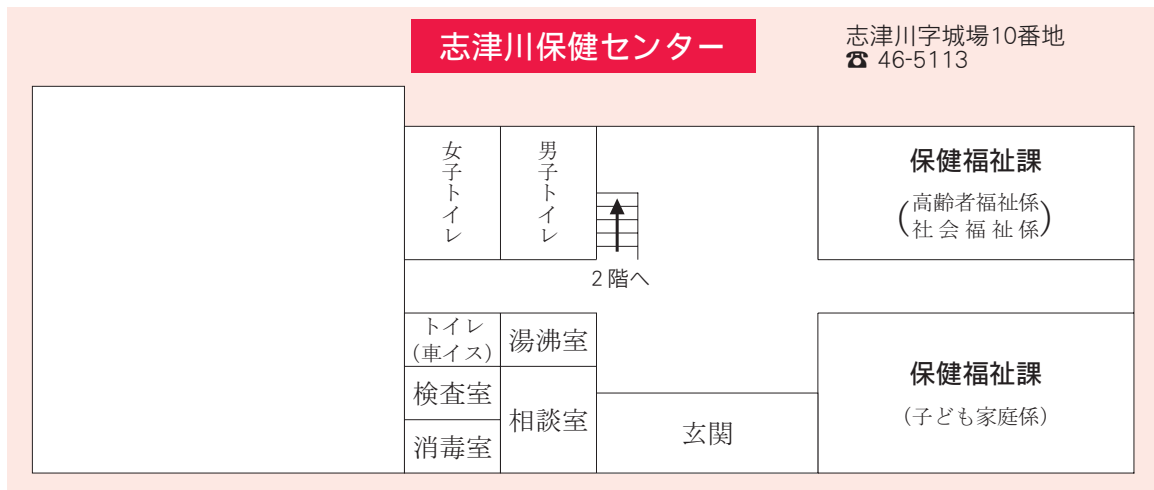 志津川保健センター
志津川字城場10番地
☎ 46-5113
女子トイレ
男子トイレ
2階へ
保健福祉課
(高齢者福祉係
社会福祉係)
トイレ
(車イス)
湯沸室
検査室
相談室
消毒室
玄関
保健福祉課
(子ども家庭係)